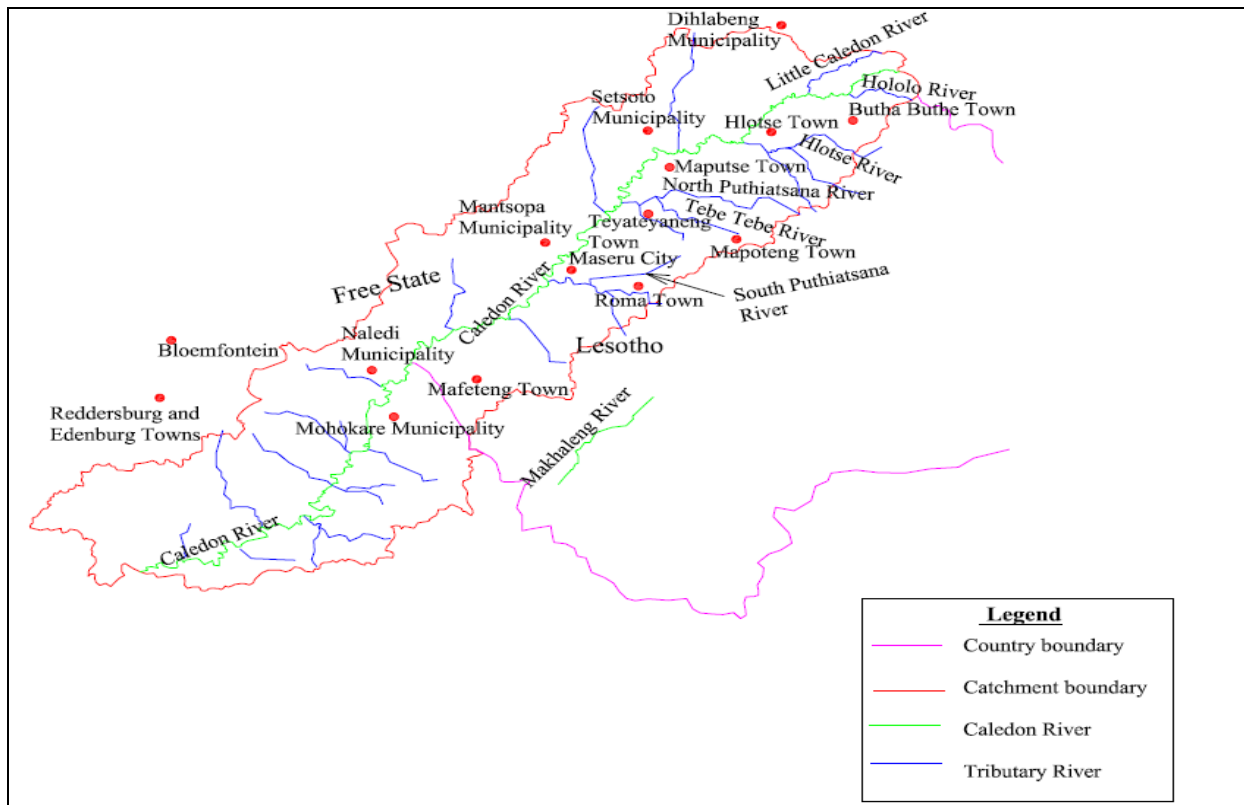 Dihlabeng
Municipality
Little Caledon River
Hololo River
Setsoto
Municipality
Hlotse Town
Butha Buthe Town
Hlotse River
Maputse Town
North Puthiatsana River
Mantsopa
Municipality
Teyateyaneng
Town
Tebe Tebe River
Mapoteng Town
Maseru City
Free State
Caledon River
Roma Town
South Puthiatsana
River
Bloemfontein
Naledi
Municipality
Lesotho
Mafeteng Town
Reddersburg and
Edenburg Towns
Mohokare Municipality
Makhaleng River
Caledon River
Legend
Country boundary
Catchment boundary
Caledon River
Tributary River